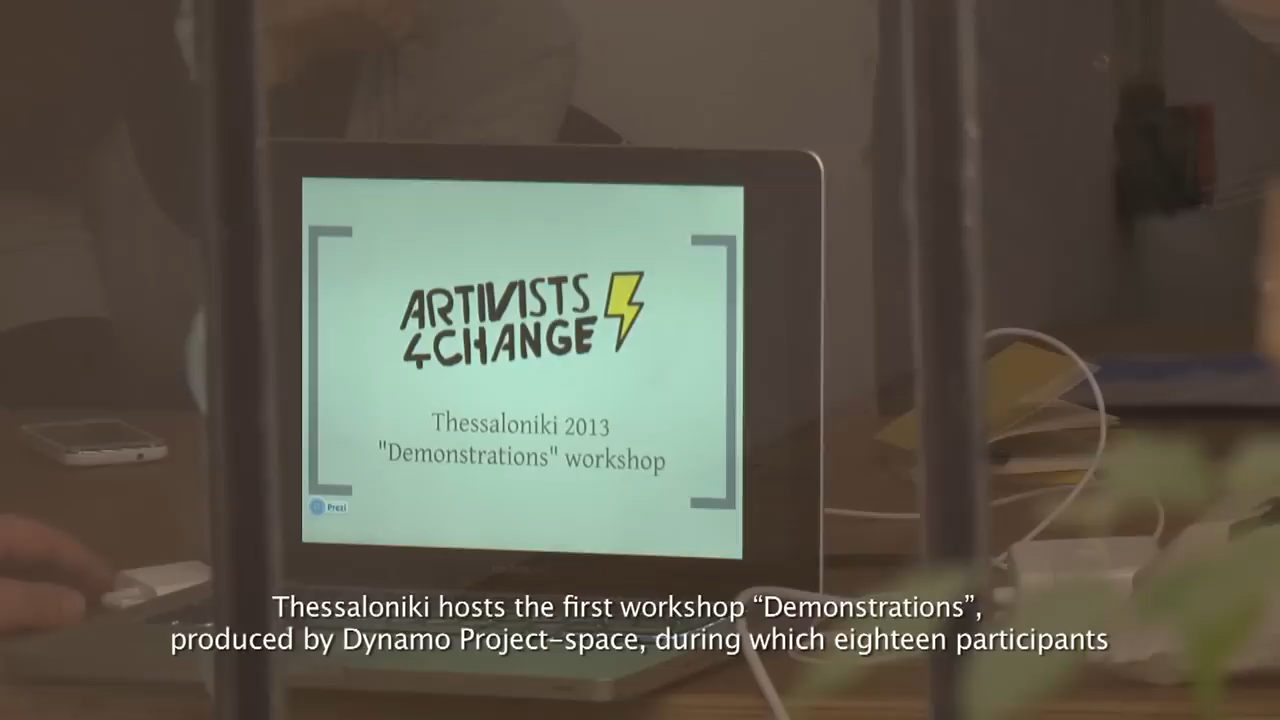 ARTIVISTS
4CHANGE
Thessaloniki 2013
"Demonstrations" workshop
Prezi
Thessaloniki hosts the first workshop “Demonstrations”,
produced by Dynamo Project-space, during which eighteen participants